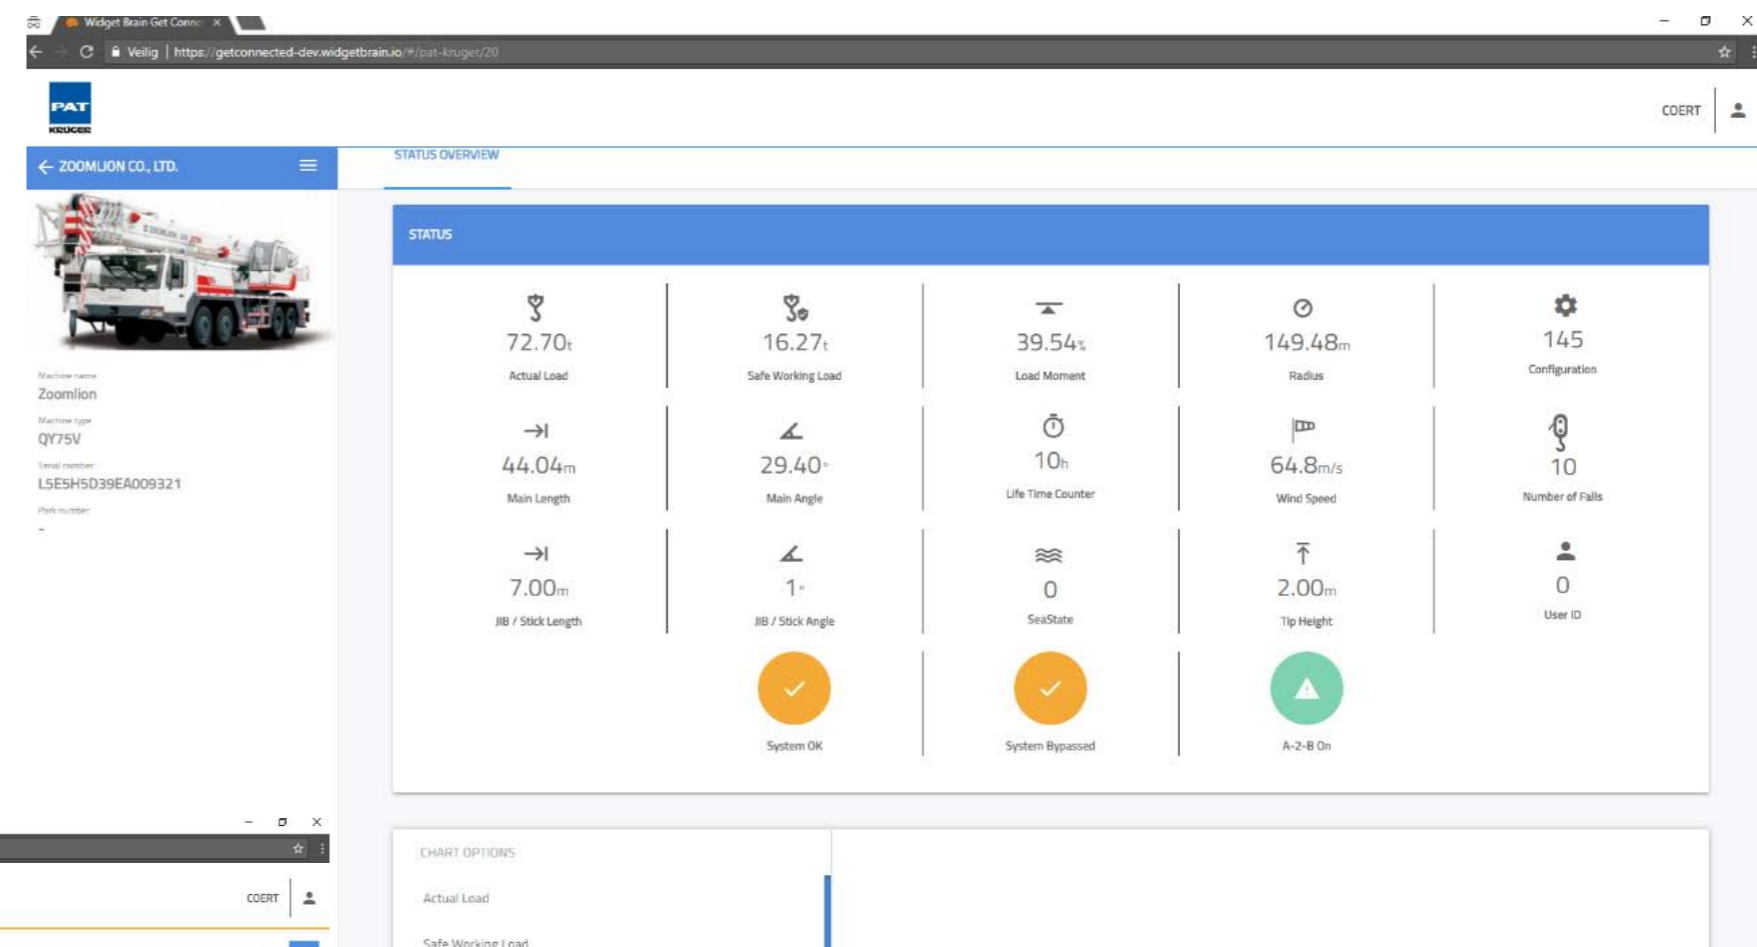 Widget Brain Get Conne
Veilig | https://getconnected-dev.widgetbrain.io/#/pat-kruger/20
PAT
KRÜGER
COERT
ZOOMLION CO., LTD.
STATUS OVERVIEW
STATUS
72.70t
16.27t
39.54%
149.48m
145
Actual Load
Safe Working Load
Load Moment
Radius
Configuration
44.04m
29.40°
10h
64.8m/s
10
Main Length
Main Angle
Life Time Counter
Wind Speed
Number of Falls
7.00m
1°
0
2.00m
0
JIB / Stick Length
JIB / Stick Angle
SeaState
Tip Height
User ID
System OK
System Bypassed
A-2-B On
Machine name
Zoomlion
Machine type
QY75V
Serial number
L5E5H5D39EA009321
Park number
-
COERT
CHART OPTIONS
Actual Load
Safe Working Load